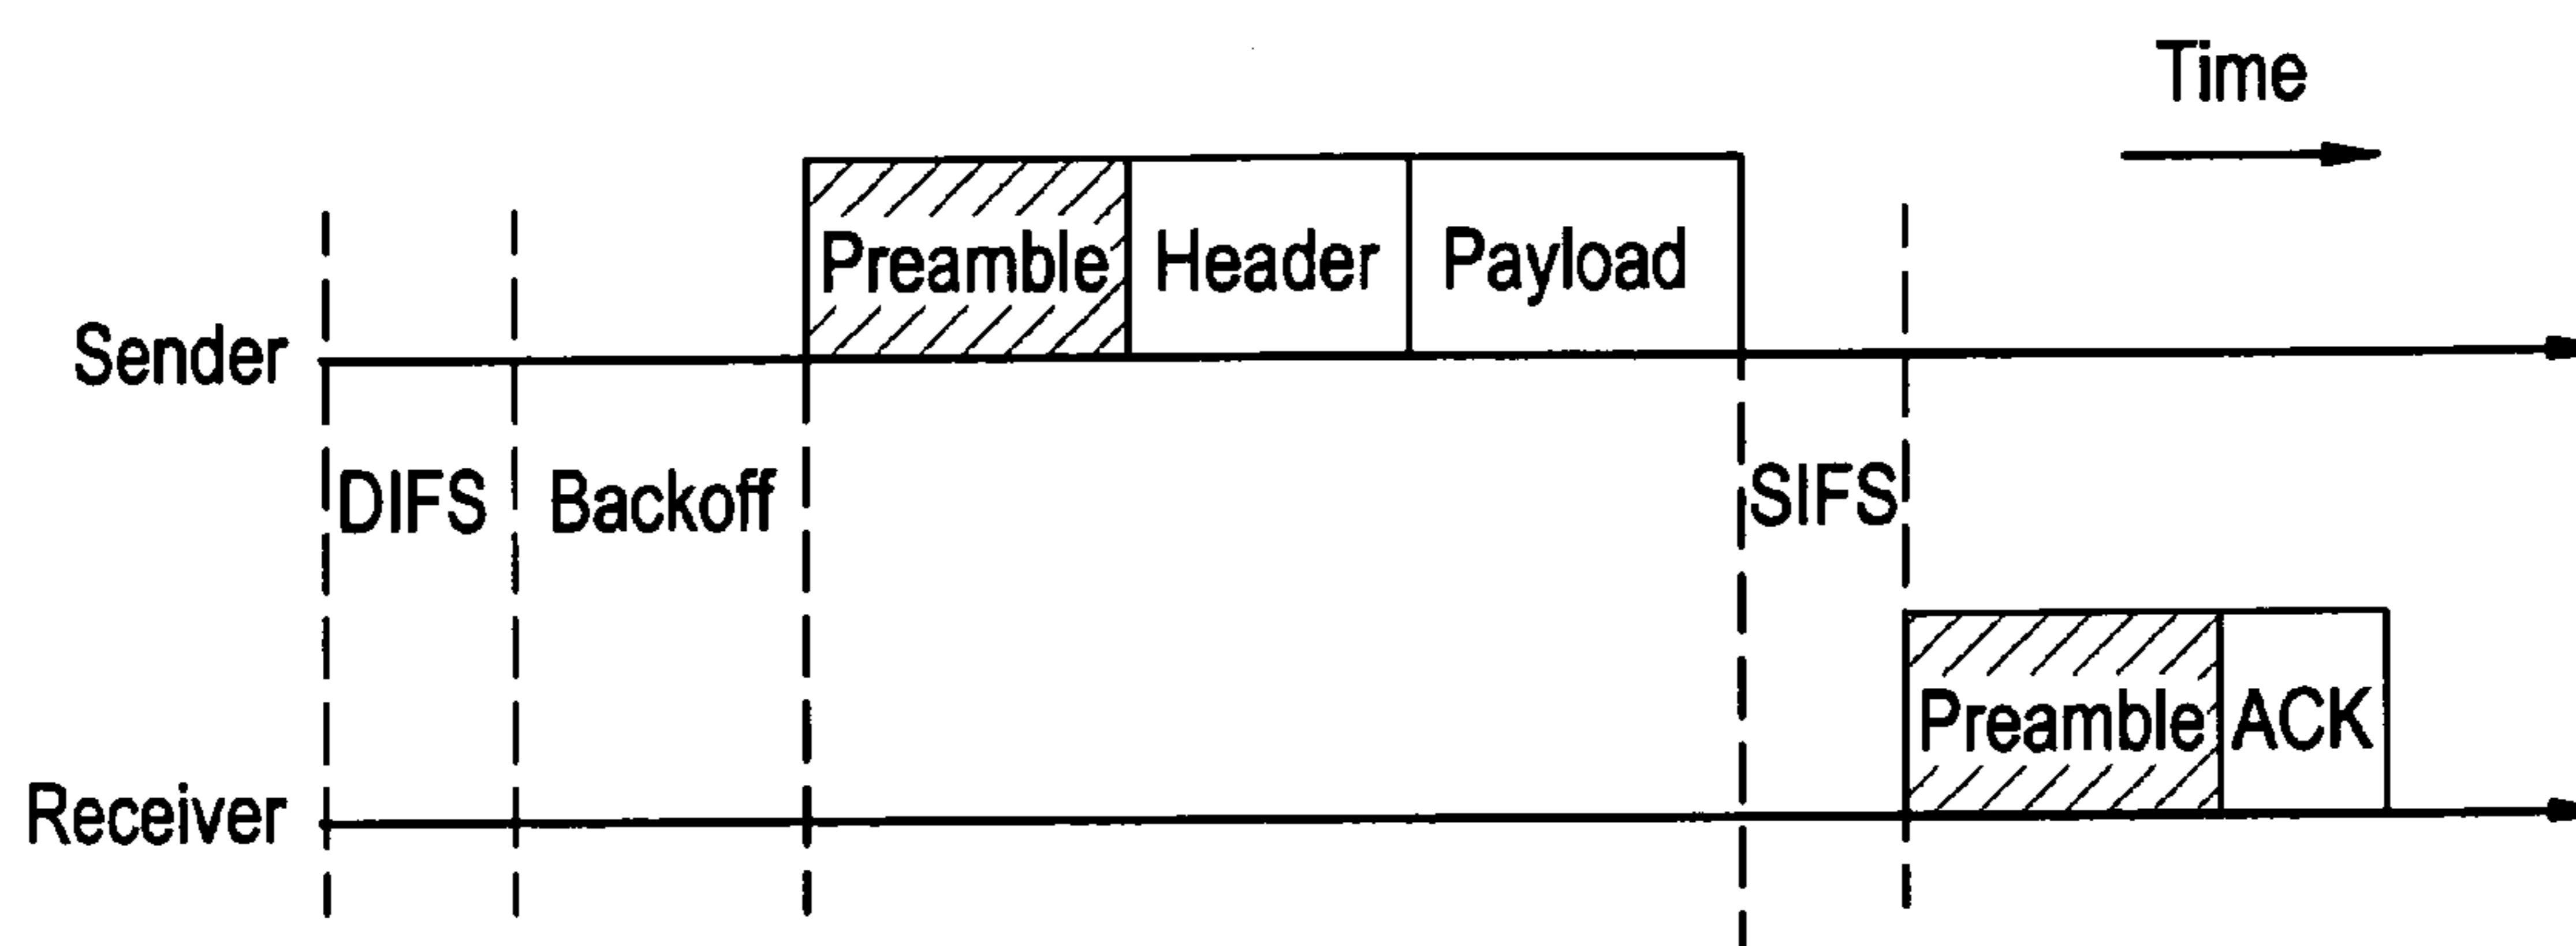 Time
Preamble Header Payload
Sender
DIFS Backoff SIFS
Preamble ACK
Receiver